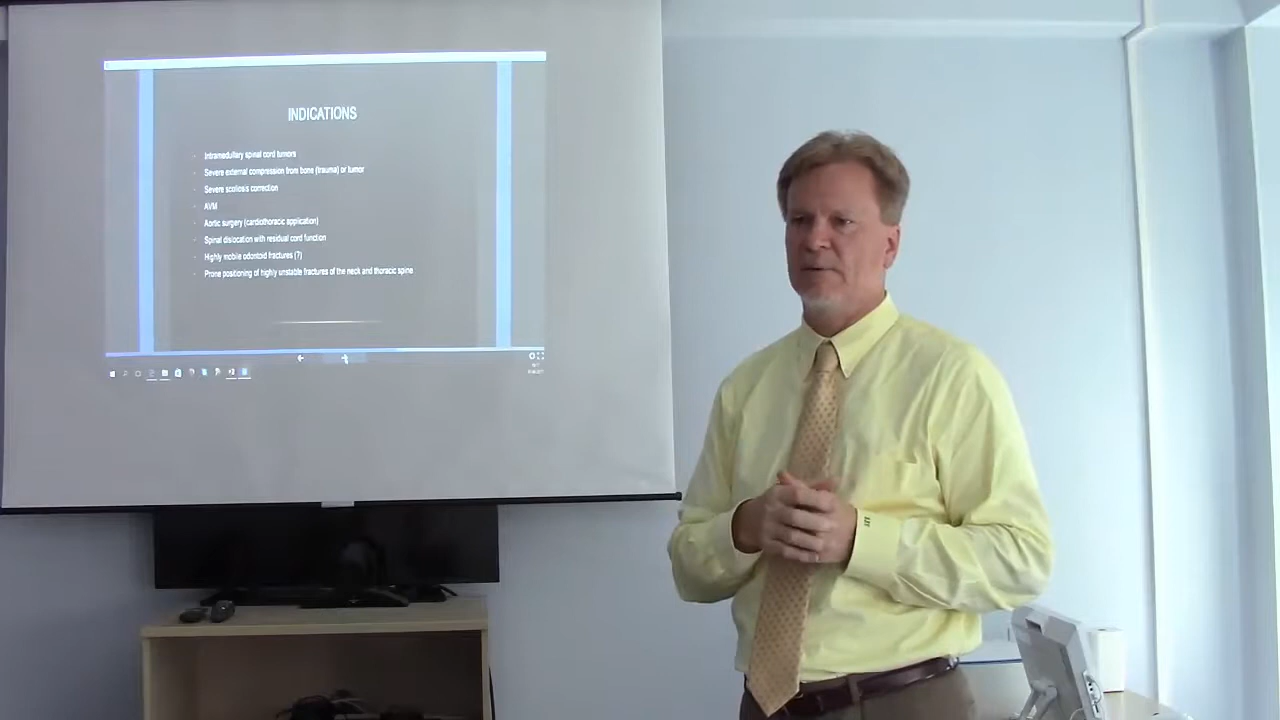 INDICATIONS
Intramedullary spinal cord tumors
Severe external compression from bone (trauma) or tumor
Severe scoliosis correction
AVM
Aortic surgery (cardiothoracic application)
Spinal dislocation with residual cord function
Highly mobile odontoid fractures (?)
Prone positioning of highly unstable fractures of the neck and thoracic spine